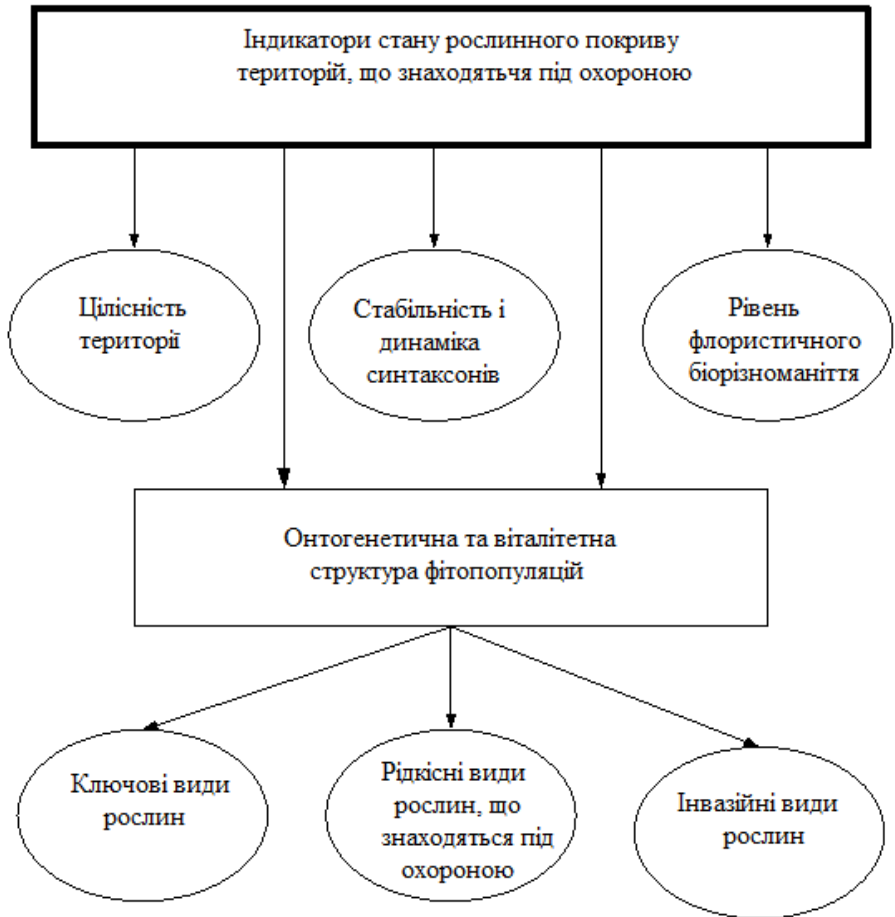 Індикатори стану рослинного покриву
територій, що знаходятьчя під охороною
Цілісність
території
Стабільність і
динаміка
синтаксонів
Рівень
флористичного
біорізноманіття
Онтогенетична та віталітетна
структура фітопопуляцій
Ключові види
рослин
Рідкісні види
рослин, що
знаходяться під
охороною
Інвазійні види
рослин